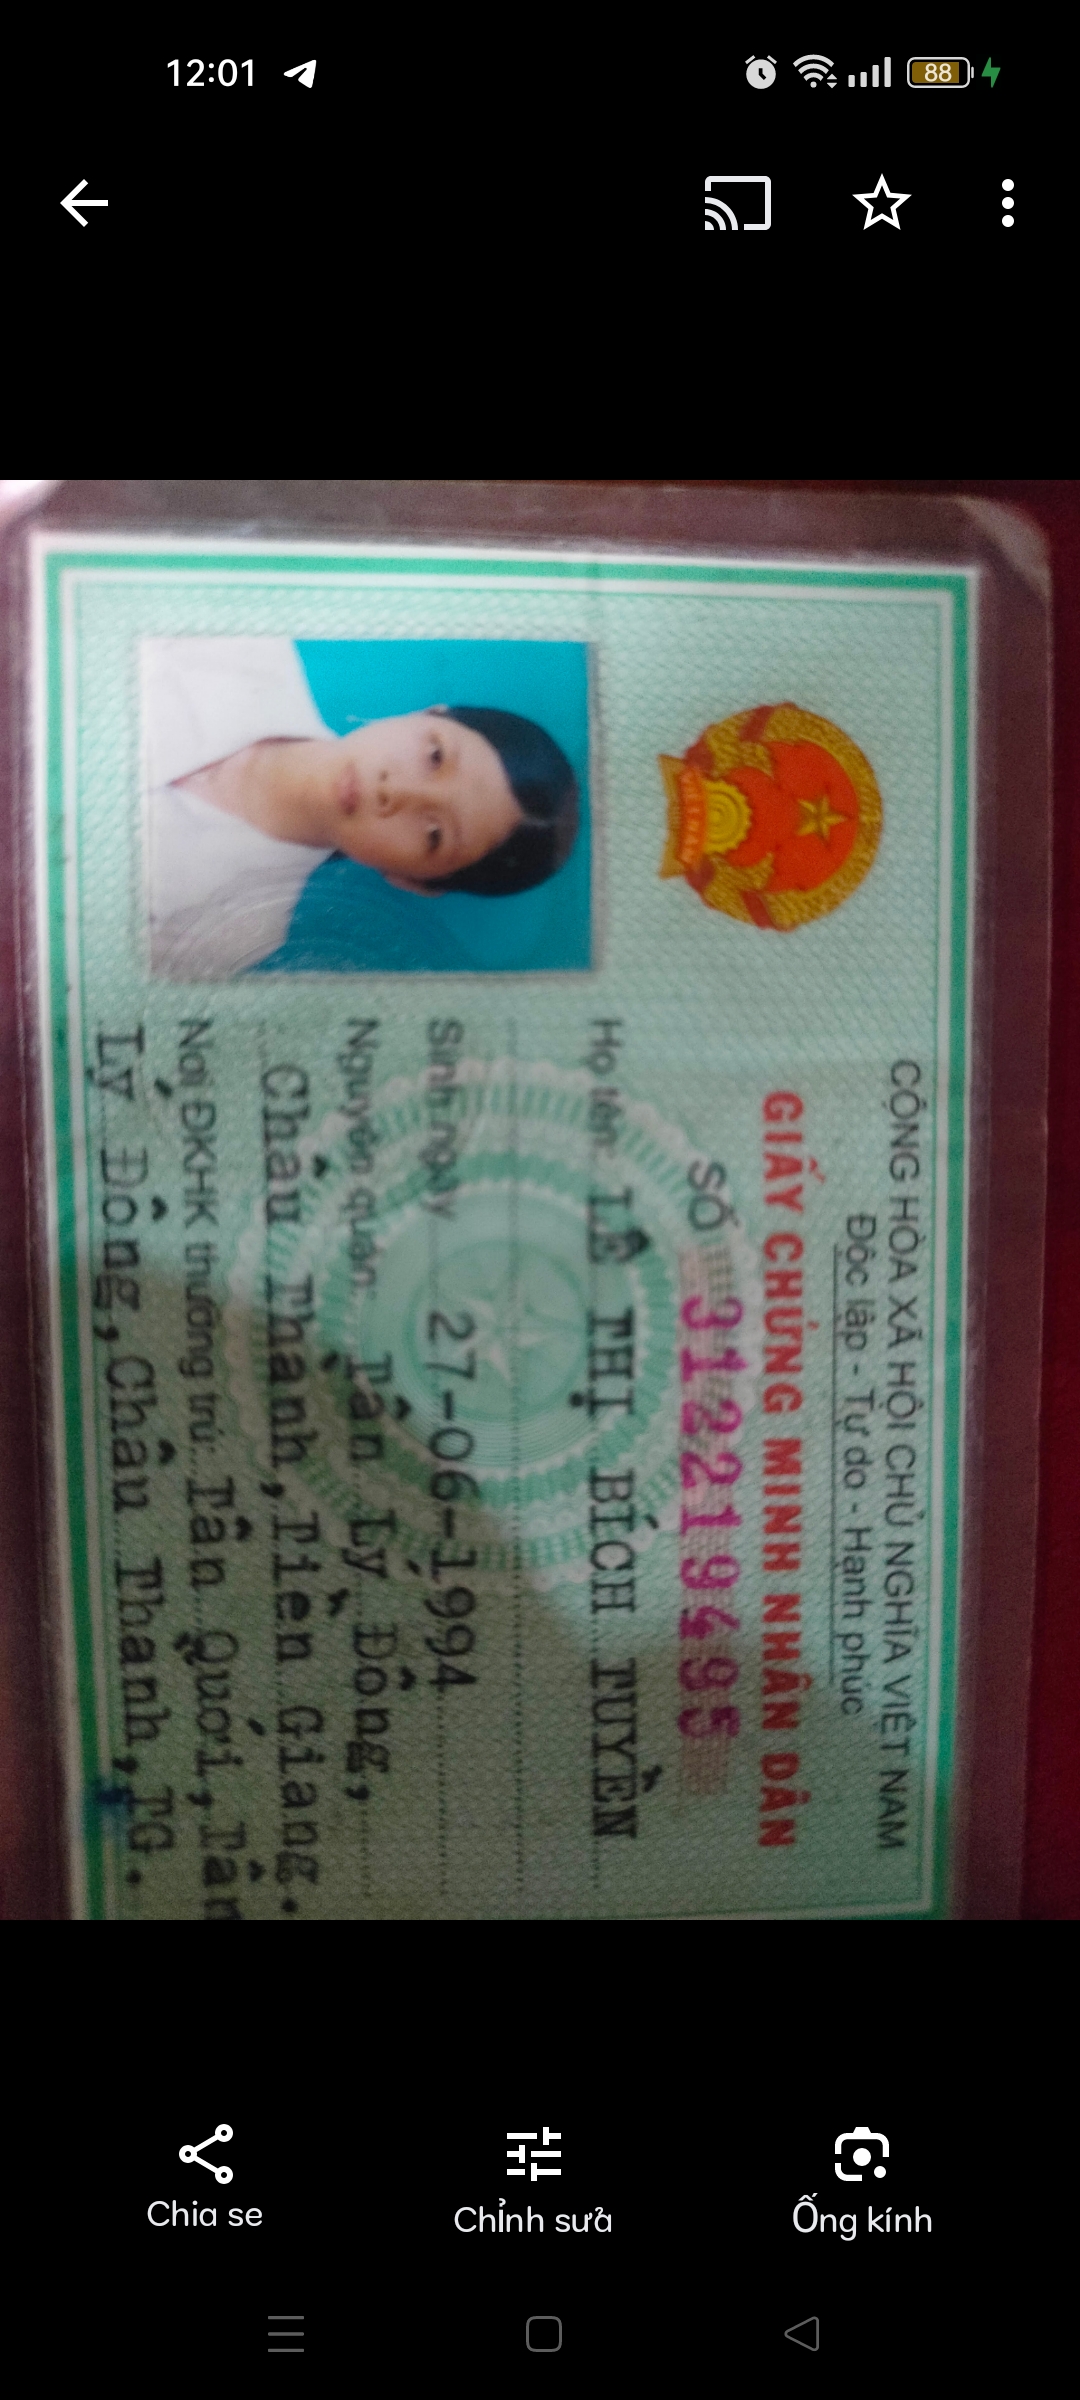 12:01
88
CỘNG HÒA XÃ HỘI CHỦ NGHĨA VIỆT NAM
Độc lập - Tự do - Hạnh phúc
GIẤY CHỨNG MINH NHÂN DÂN
SỐ 312219495
Họ tên: LÊ THỊ BÍCH TUYỀN
Sinh ngày 27-06-1994
Nguyên quán: Tân Lý Đông,
Châu Thành, Tiền Giang.
Nơi ĐKHK thường trú: Tân Quới, Tân
Lý Đông, Châu Thành, TG.
Chia sẻ
Chỉnh sửa
Ống kính